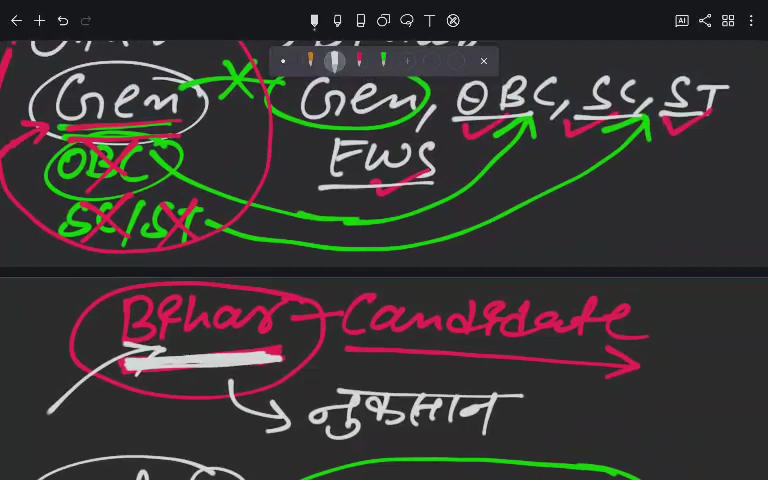 Gen Gen, OBC, SC, ST
OBC EWS
SC/ST
Bihar - Candidate
नुकसान